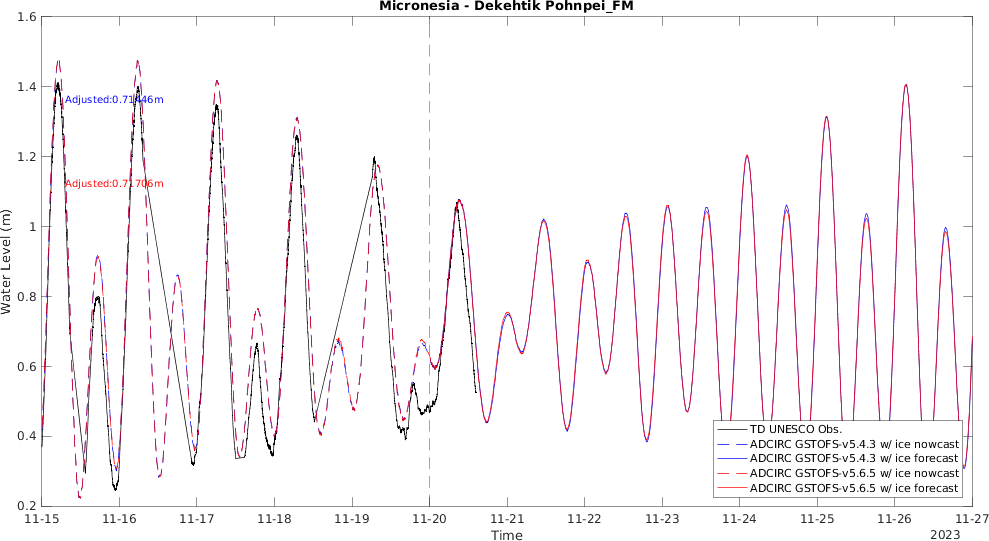 Micronesia - Dekehtik Pohnpei_FM
Water Level (m)
1.6
1.4
1.2
1
0.8
0.6
0.4
0.2
Adjusted:0.71446m
Adjusted:0.71706m
TD UNESCO Obs.
ADCIRC GSTOFS-v5.4.3 w/ ice nowcast
ADCIRC GSTOFS-v5.4.3 w/ ice forecast
ADCIRC GSTOFS-v5.6.5 w/ ice nowcast
ADCIRC GSTOFS-v5.6.5 w/ ice forecast
11-15 11-16 11-17 11-18 11-19 11-20 11-21 11-22 11-23 11-24 11-25 11-26 11-27
Time
2023